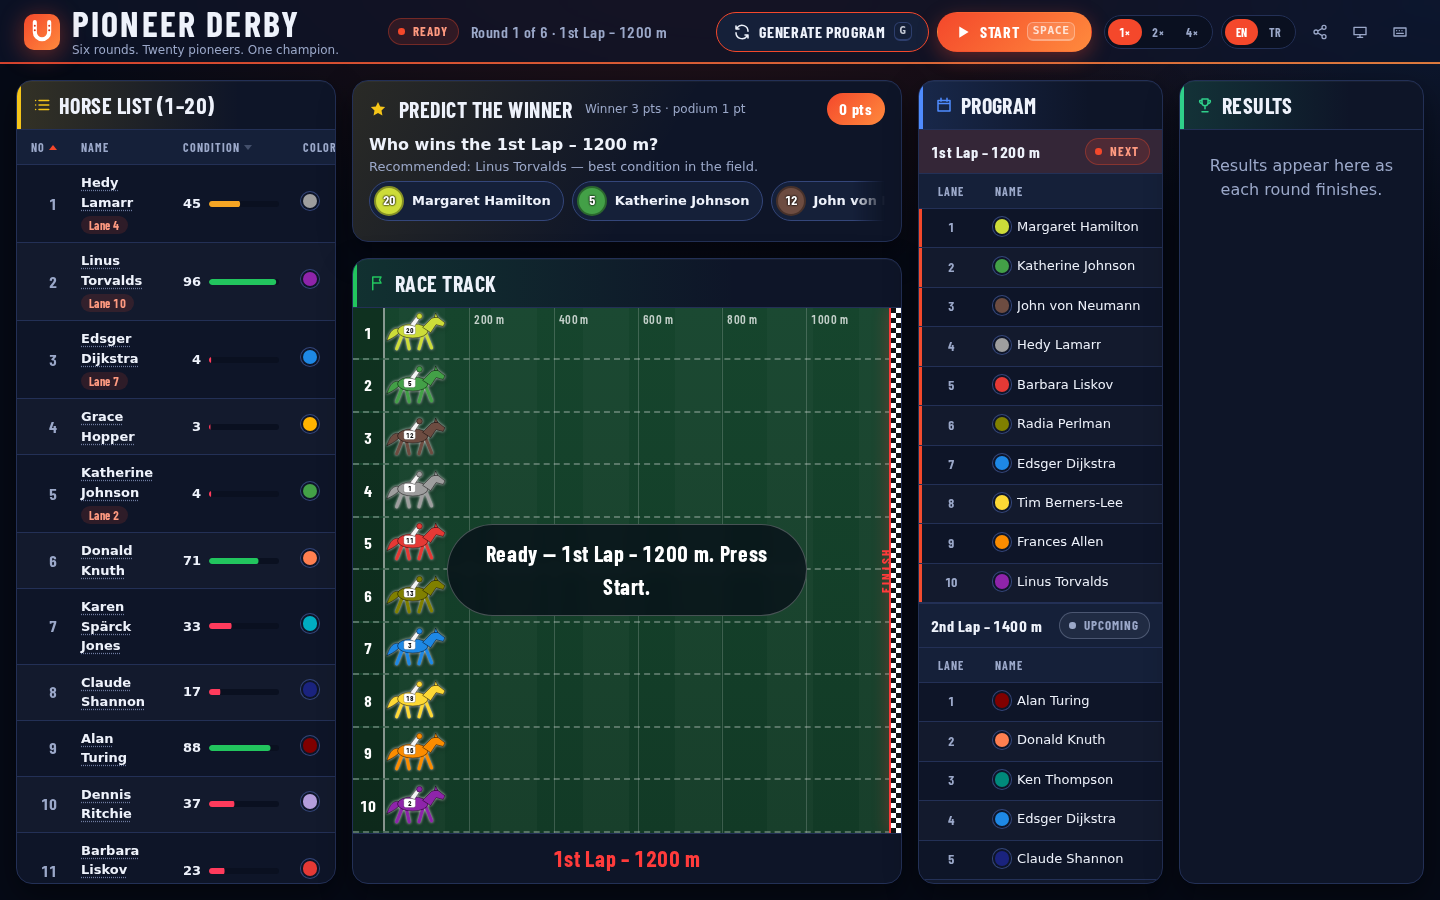 PIONEER DERBY
Six rounds. Twenty pioneers. One champion.
READY
Round 1 of 6 · 1st Lap – 1200 m
GENERATE PROGRAM G
START SPACE
1× 2× 4×
EN TR
HORSE LIST (1–20)
NO NAME CONDITION COLOR
1 Hedy Lamarr 45
Lane 4
2 Linus Torvalds 96
Lane 10
3 Edsger Dijkstra 4
Lane 7
4 Grace Hopper 3
5 Katherine Johnson 4
Lane 2
6 Donald Knuth 71
7 Karen Spärck Jones 33
8 Claude Shannon 17
9 Alan Turing 88
10 Dennis Ritchie 37
11 Barbara Liskov 23
PREDICT THE WINNER
Winner 3 pts · podium 1 pt
0 pts
Who wins the 1st Lap – 1200 m?
Recommended: Linus Torvalds — best condition in the field.
20 Margaret Hamilton
5 Katherine Johnson
12 John von
RACE TRACK
200 m 400 m 600 m 800 m 1000 m
1 20
2 5
3 12
4 1
5 11
6 13
7 3
8 18
9 16
10 2
Ready — 1st Lap – 1200 m. Press
Start.
FINISH
1st Lap – 1200 m
PROGRAM
1st Lap – 1200 m
NEXT
LANE NAME
1 Margaret Hamilton
2 Katherine Johnson
3 John von Neumann
4 Hedy Lamarr
5 Barbara Liskov
6 Radia Perlman
7 Edsger Dijkstra
8 Tim Berners-Lee
9 Frances Allen
10 Linus Torvalds
2nd Lap – 1400 m
UPCOMING
LANE NAME
1 Alan Turing
2 Donald Knuth
3 Ken Thompson
4 Edsger Dijkstra
5 Claude Shannon
RESULTS
Results appear here as
each round finishes.